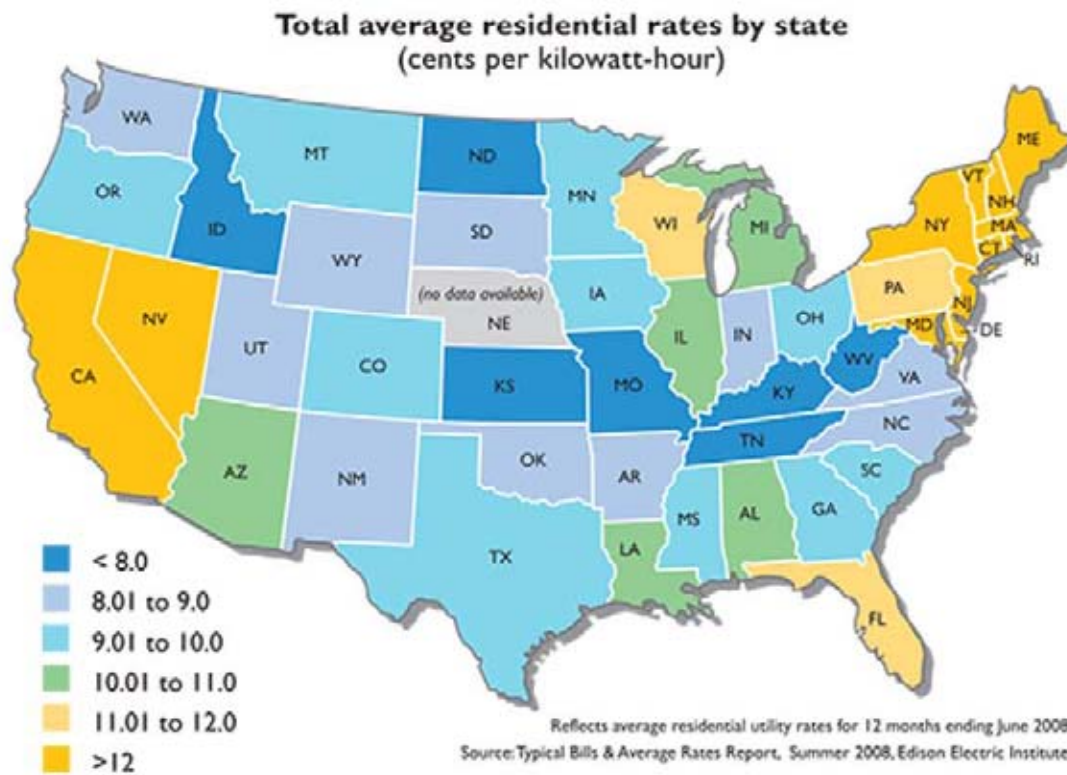 Total average residential rates by state
(cents per kilowatt-hour)
WA
MT
ND
MN
ME
VT
NH
OR
ID
SD
WI
MI
NY
MA
CT
RI
WY
(no data available)
NE
IA
PA
NJ
NV
UT
CO
IL
IN
OH
MD
DE
CA
KS
MO
WV
KY
VA
AZ
NM
OK
TN
NC
AR
SC
MS
AL
GA
TX
LA
FL
< 8.0
8.01 to 9.0
9.01 to 10.0
10.01 to 11.0
11.01 to 12.0
>12
Reflects average residential utility rates for 12 months ending June 2008
Source: Typical Bills & Average Rates Report, Summer 2008, Edison Electric Institute